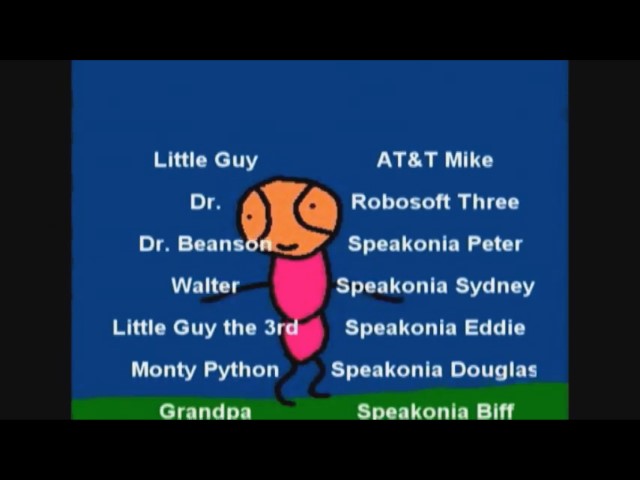 Little Guy AT&T Mike
Dr. Robosoft Three
Dr. Beanson Speakonia Peter
Walter Speakonia Sydney
Little Guy the 3rd Speakonia Eddie
Monty Python Speakonia Douglas
Grandpa Speakonia Biff